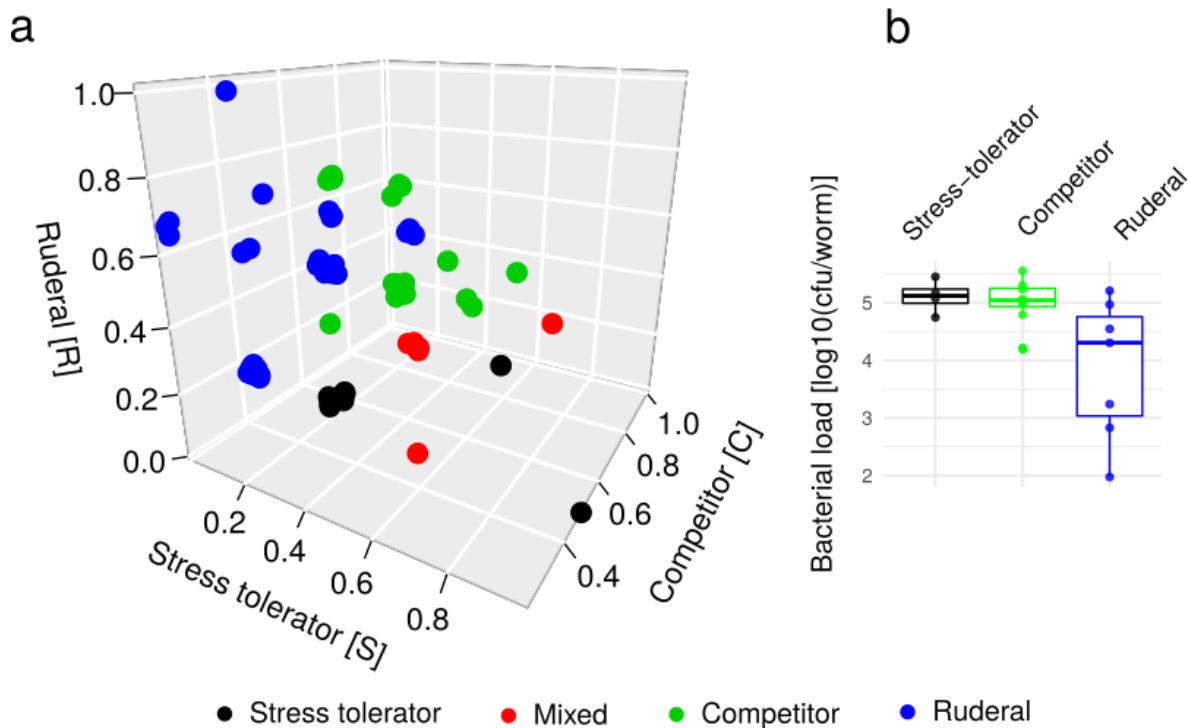 a
b
1.0
0.8
0.6
0.4
0.2
0.0
Ruderal [R]
0.2
0.4
0.6
0.8
Stress tolerator [S]
0.4
0.6
0.8
1.0
Competitor [C]
Stress-tolerator
Competitor
Ruderal
Bacterial load [log10(cfu/worm)]
5
4
3
2
Stress tolerator Mixed Competitor Ruderal